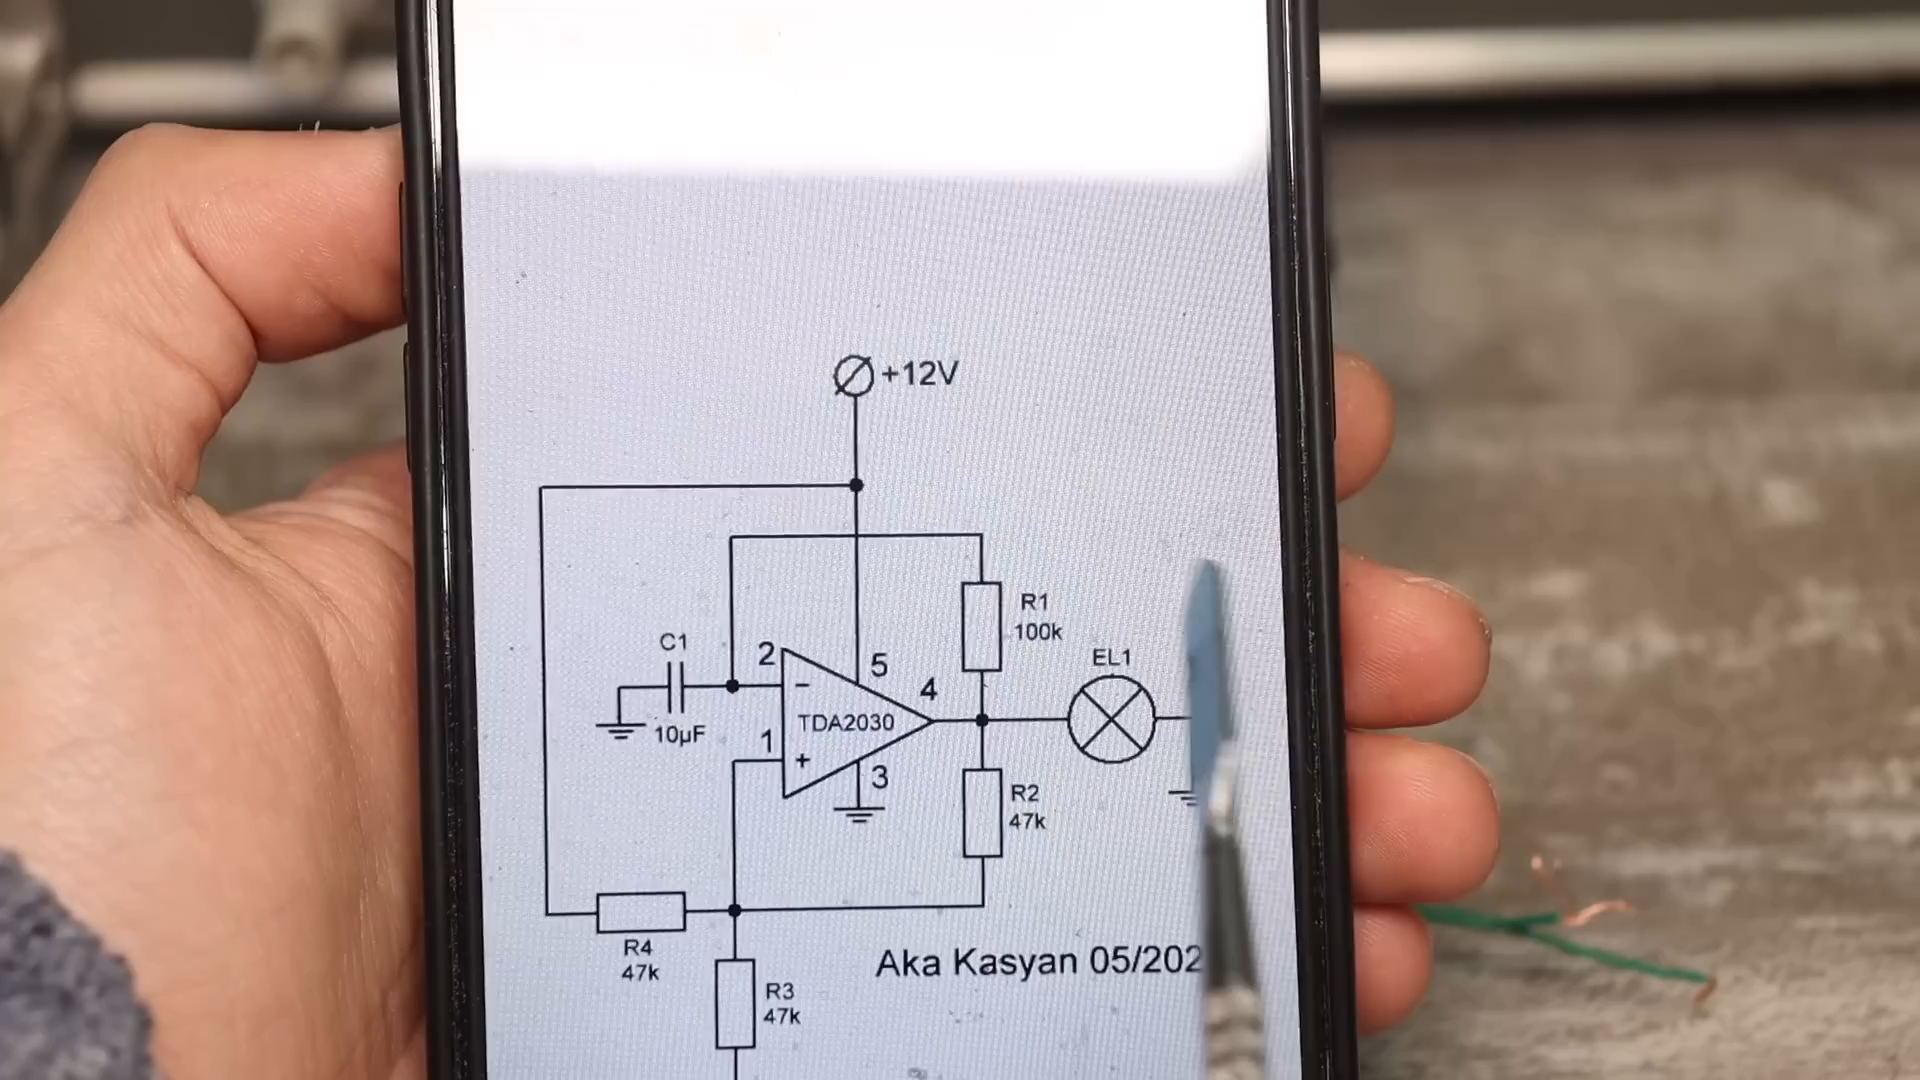 +12V
R1
100k
C1
10µF
2
5
4
EL1
−
TDA2030
1
+
3
R2
47k
R4
47k
Aka Kasyan 05/202
R3
47k